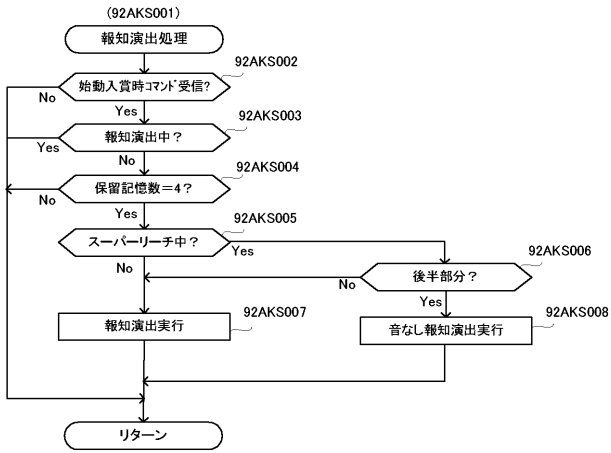 (92AKS001)
報知演出処理
92AKS002
始動入賞時ｺﾏﾝﾄﾞ受信?
No
Yes
92AKS003
報知演出中？
Yes
No
92AKS004
保留記憶数＝4？
No
Yes
92AKS005
スーパーリーチ中？
Yes
No
92AKS006
後半部分？
No
Yes
92AKS007
報知演出実行
92AKS008
音なし報知演出実行
リターン